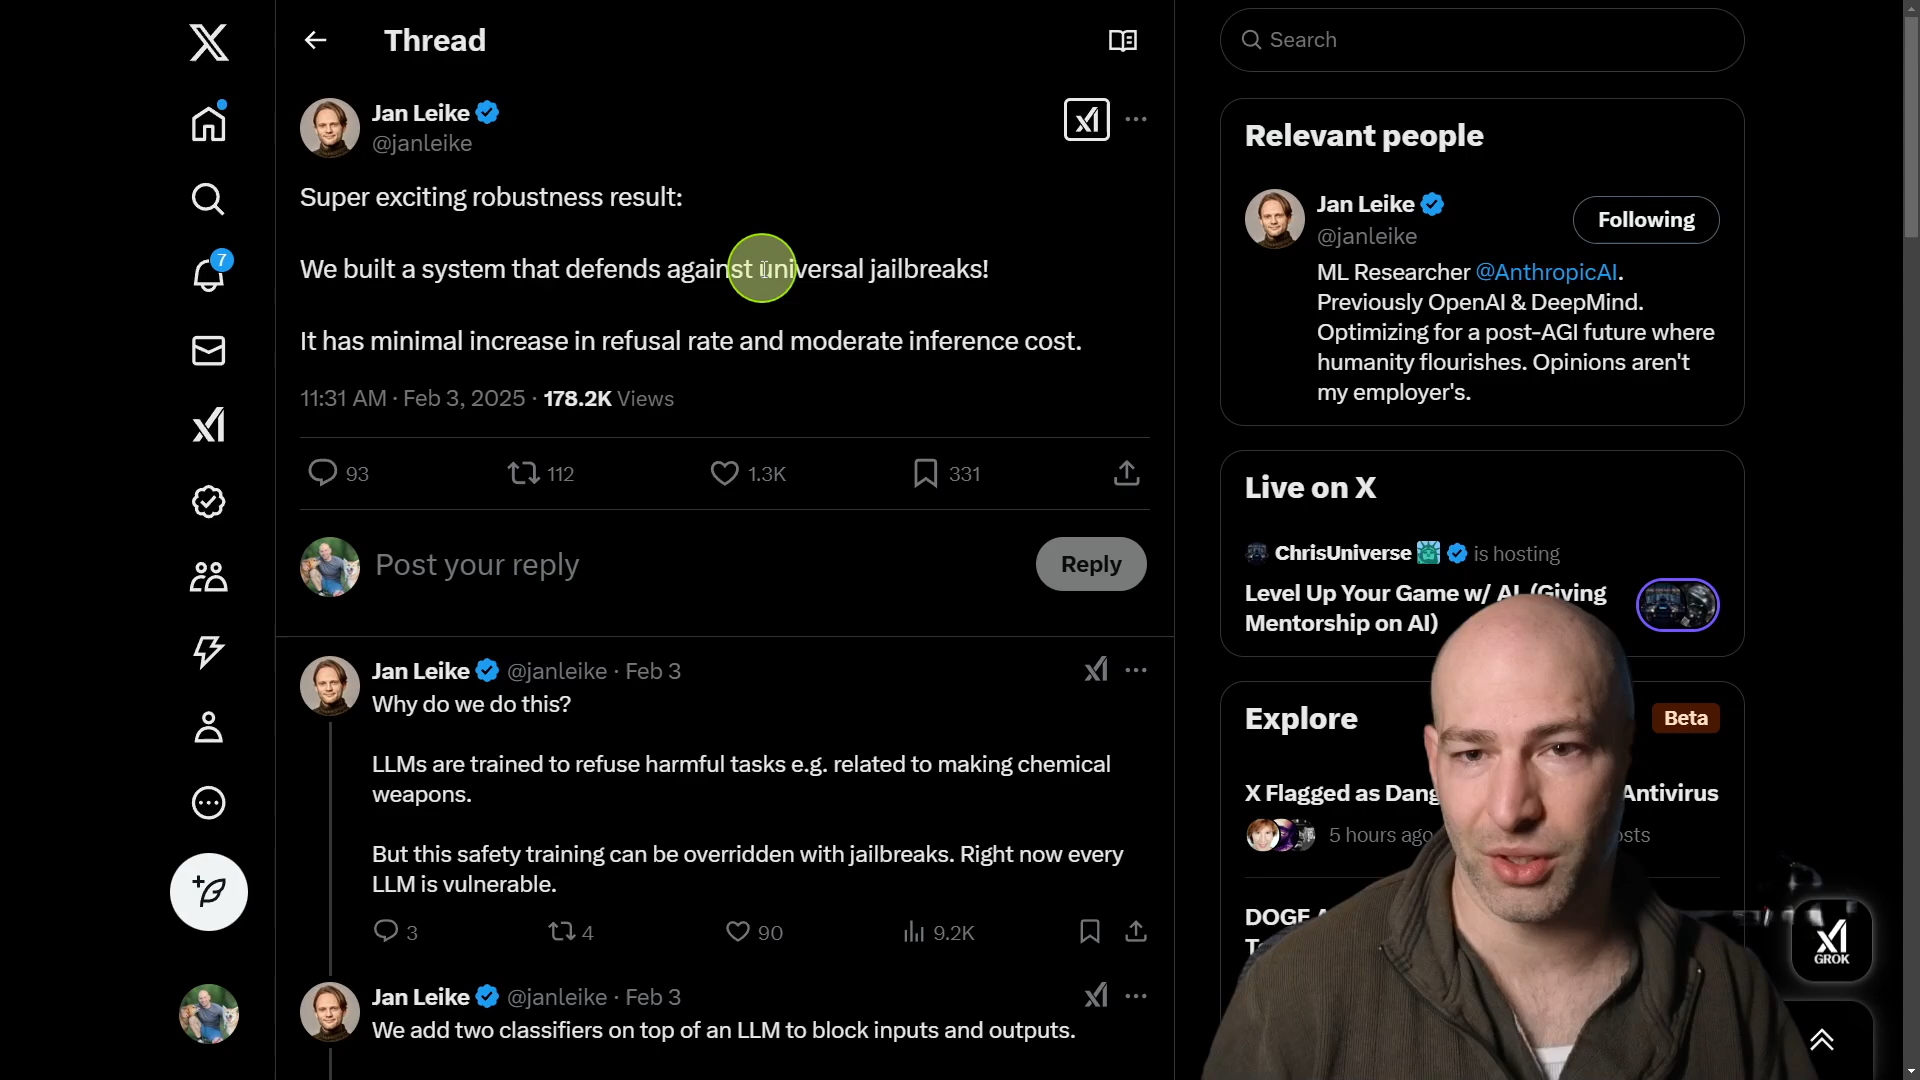 Thread
Jan Leike
@janleike
Super exciting robustness result:
We built a system that defends against universal jailbreaks!
It has minimal increase in refusal rate and moderate inference cost.
11:31 AM · Feb 3, 2025 · 178.2K Views
93
112
1.3K
331
Post your reply
Reply
Jan Leike @janleike · Feb 3
Why do we do this?
LLMs are trained to refuse harmful tasks e.g. related to making chemical
weapons.
But this safety training can be overridden with jailbreaks. Right now every
LLM is vulnerable.
3
4
90
9.2K
Jan Leike @janleike · Feb 3
We add two classifiers on top of an LLM to block inputs and outputs.
7
Search
Relevant people
Jan Leike
@janleike
Following
ML Researcher @AnthropicAI.
Previously OpenAI & DeepMind.
Optimizing for a post-AGI future where
humanity flourishes. Opinions aren't
my employer's.
Live on X
ChrisUniverse is hosting
Level Up Your Game w/ AI (Giving
Mentorship on AI)
Explore
Beta
X Flagged as Dang Antivirus
5 hours ago
DOGE
GROK